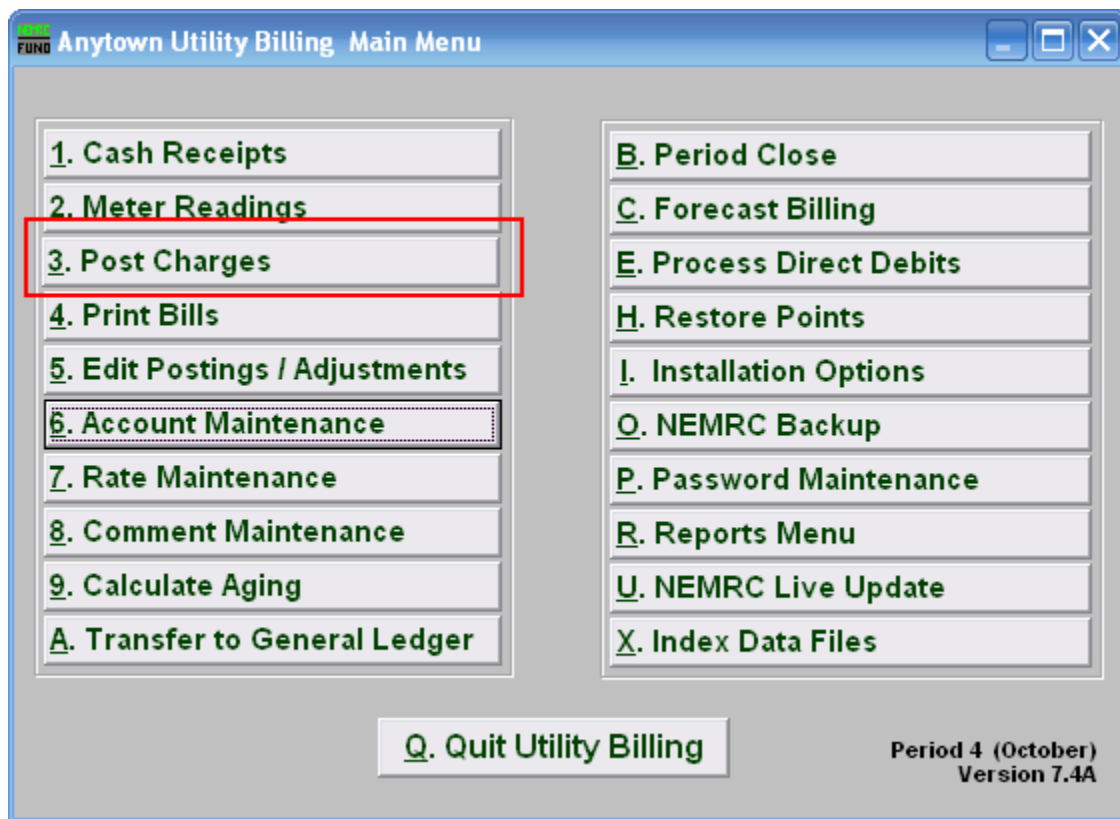 NEMRC
FUND
Anytown Utility Billing Main Menu
1. Cash Receipts
2. Meter Readings
3. Post Charges
4. Print Bills
5. Edit Postings / Adjustments
6. Account Maintenance
7. Rate Maintenance
8. Comment Maintenance
9. Calculate Aging
A. Transfer to General Ledger
B. Period Close
C. Forecast Billing
E. Process Direct Debits
H. Restore Points
I. Installation Options
O. NEMRC Backup
P. Password Maintenance
R. Reports Menu
U. NEMRC Live Update
X. Index Data Files
Q. Quit Utility Billing
Period 4 (October)
Version 7.4A